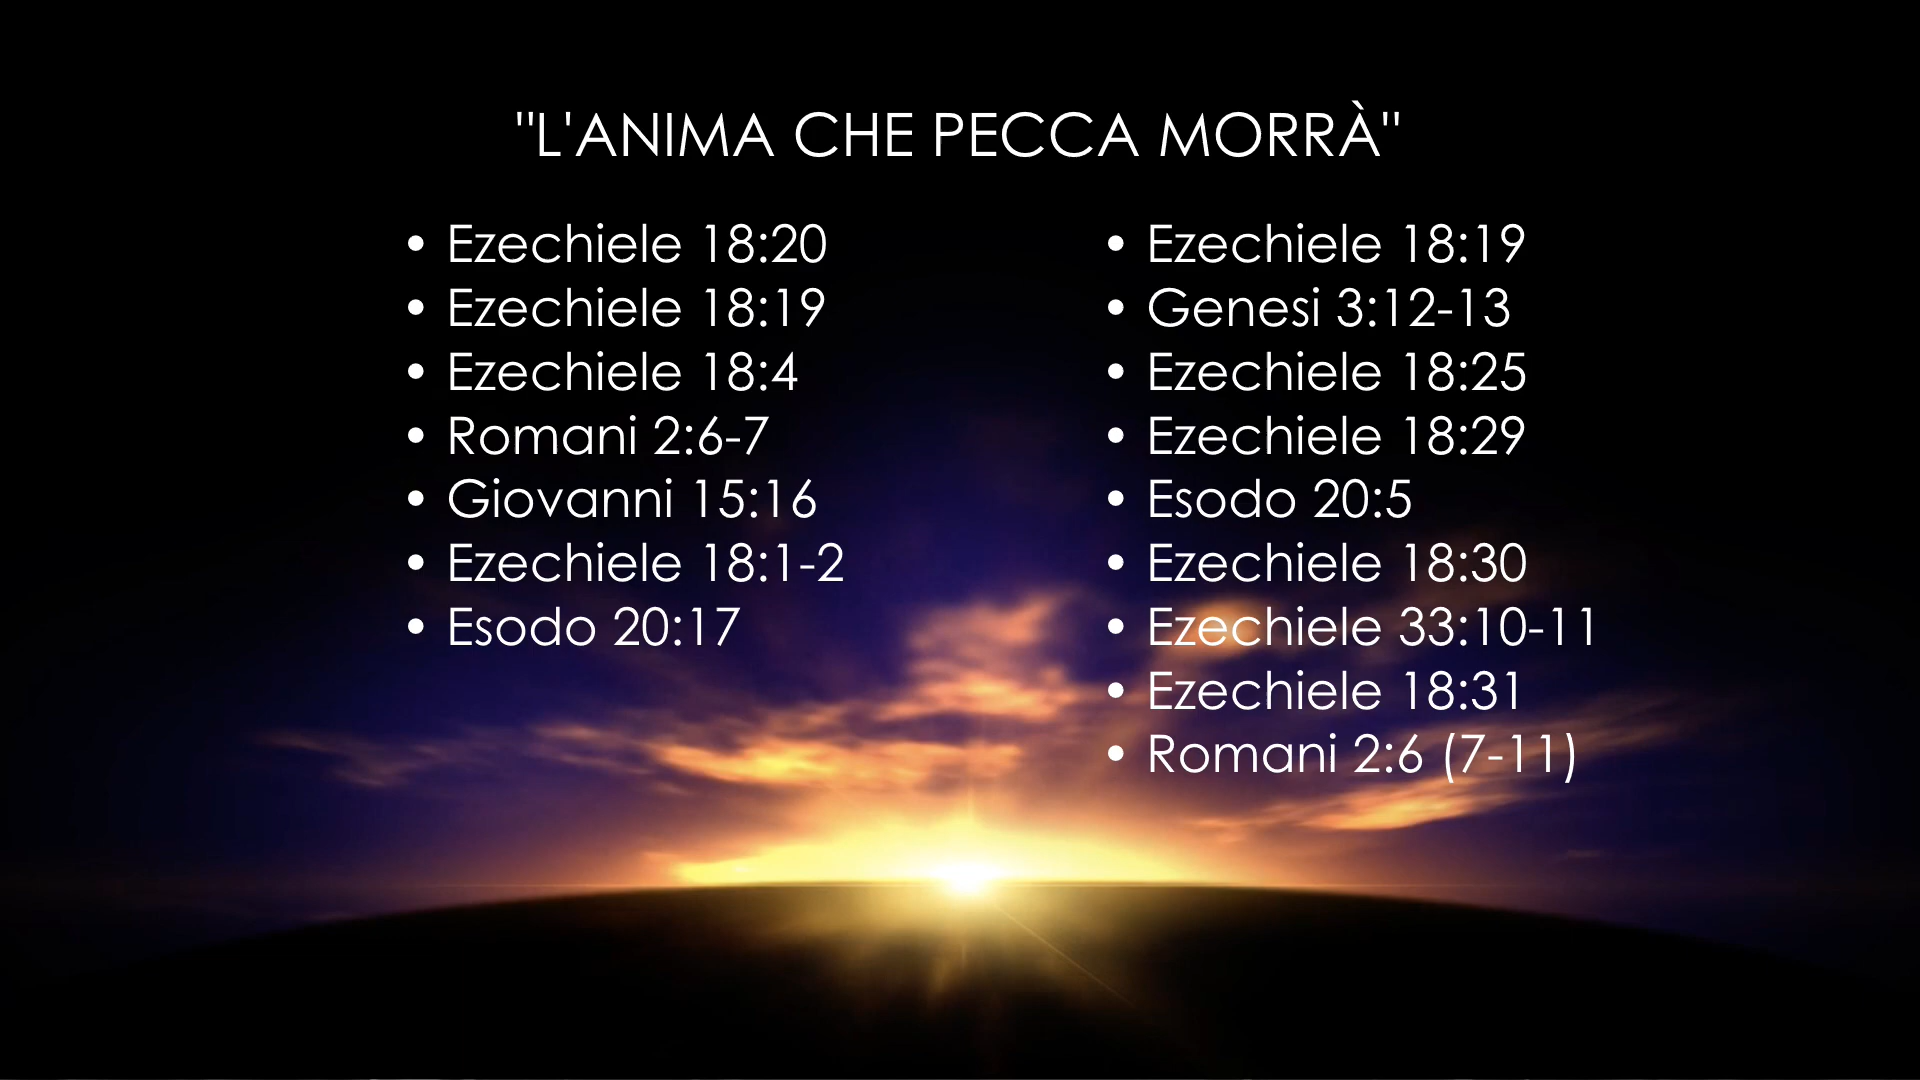 "L'ANIMA CHE PECCA MORRÀ"
• Ezechiele 18:20
• Ezechiele 18:19
• Ezechiele 18:4
• Romani 2:6-7
• Giovanni 15:16
• Ezechiele 18:1-2
• Esodo 20:17
• Ezechiele 18:19
• Genesi 3:12-13
• Ezechiele 18:25
• Ezechiele 18:29
• Esodo 20:5
• Ezechiele 18:30
• Ezechiele 33:10-11
• Ezechiele 18:31
• Romani 2:6 (7-11)